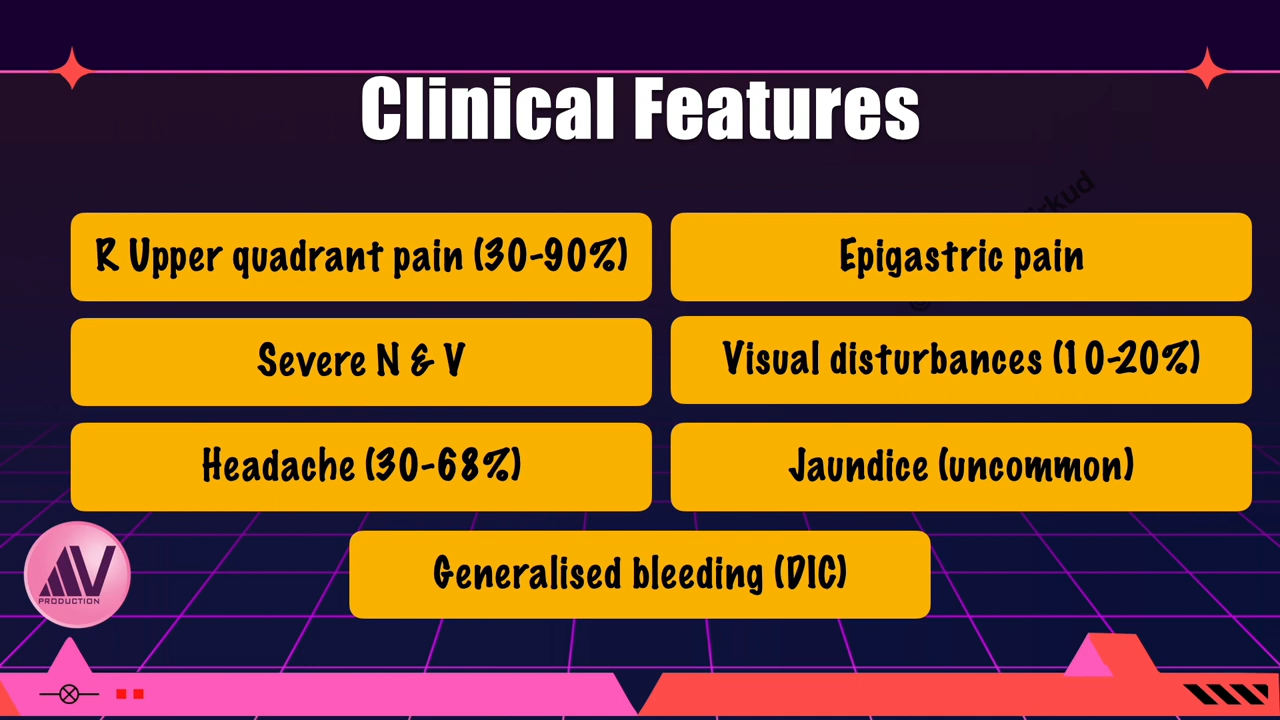 Clinical Features
R Upper quadrant pain (30-90%)
Epigastric pain
Severe N & V
Visual disturbances (10-20%)
Headache (30-68%)
Jaundice (uncommon)
Generalised bleeding (DIC)
AV
PRODUCTION